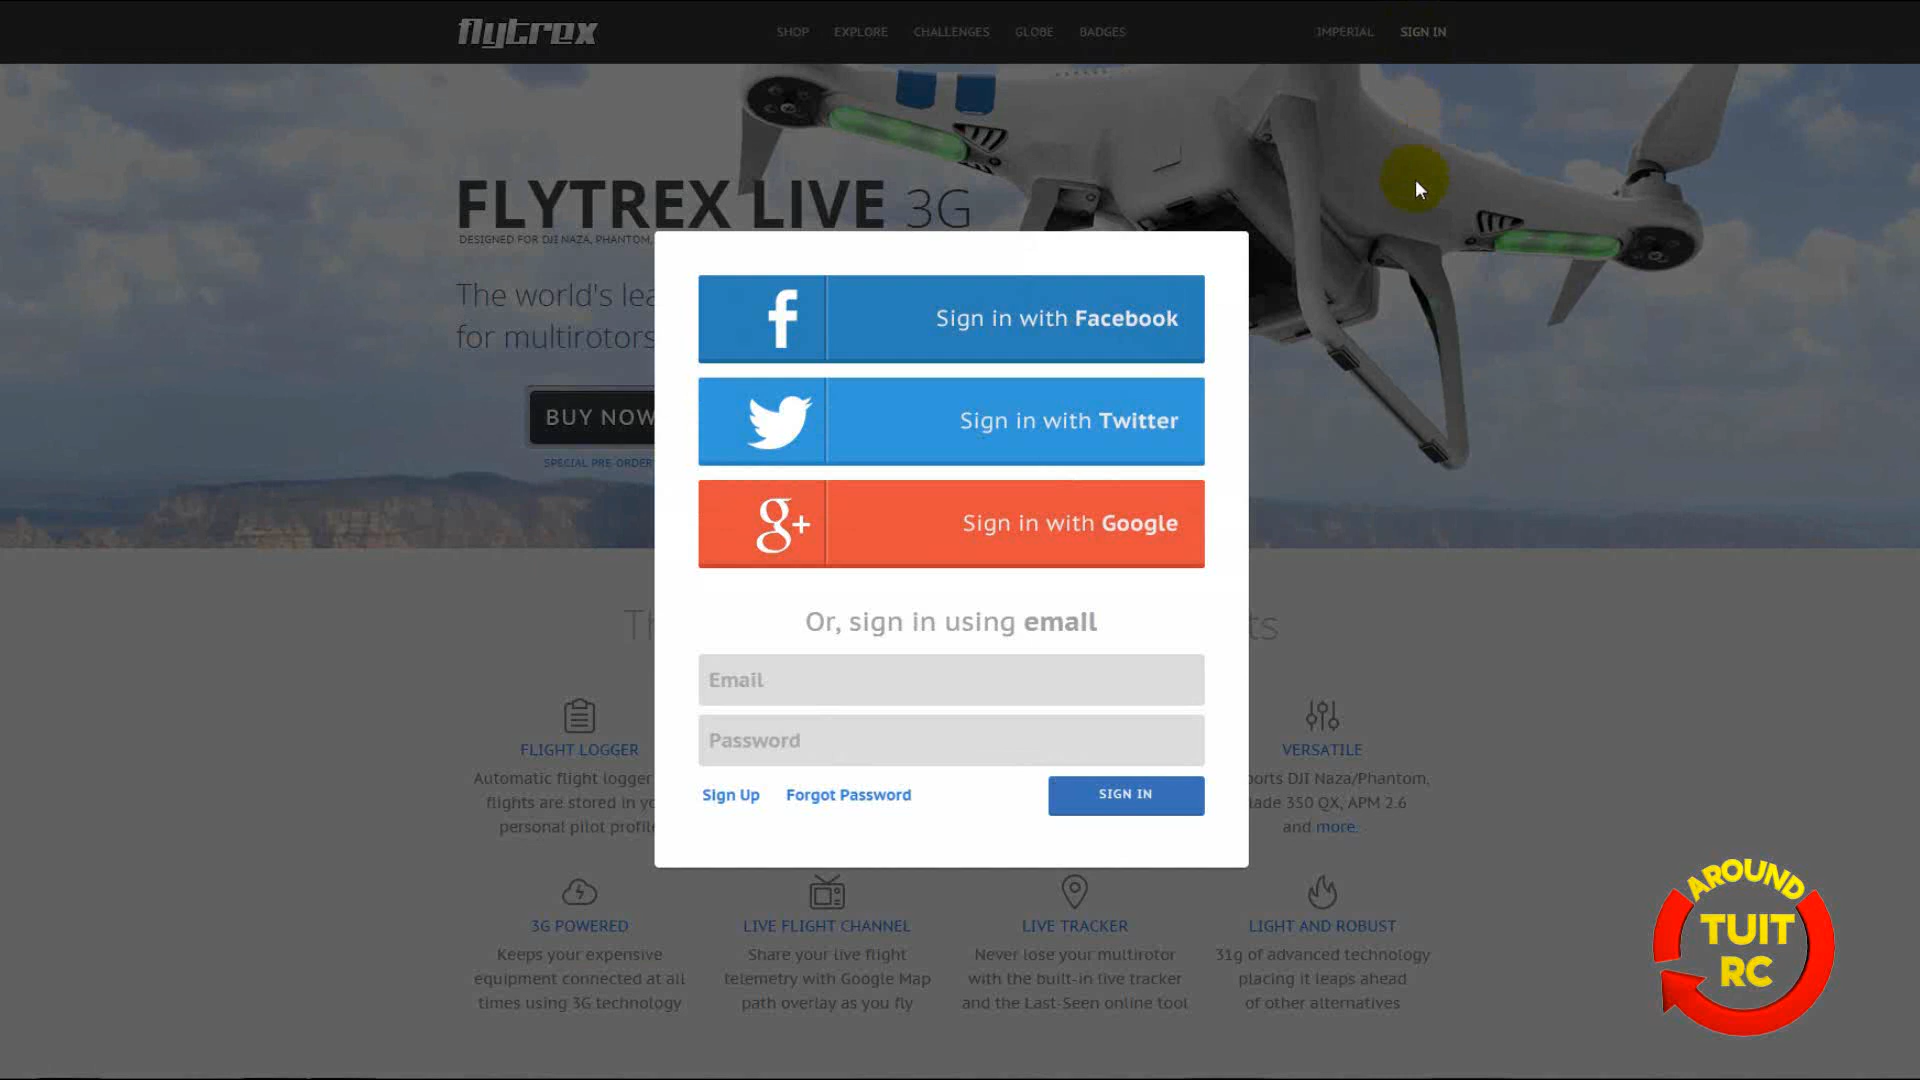 flytrex
SHOP EXPLORE CHALLENGES GLOBE BADGES IMPERIAL SIGN IN
FLYTREX LIVE 3G
DESIGNED FOR DJI NAZA, PHANTOM,
The world's
for multirotors
BUY NOW
SPECIAL PRE-ORDER
f Sign in with Facebook
Sign in with Twitter
g+ Sign in with Google
Or, sign in using email
Email
Password
Sign Up Forgot Password SIGN IN
FLIGHT LOGGER
Automatic flight logger
flights are stored in
personal pilot
VERSATILE
DJI Naza/Phantom,
350 QX, APM 2.6
and more.
3G POWERED
Keeps your expensive
equipment connected at all
times using 3G technology
LIVE FLIGHT CHANNEL
Share your live flight
telemetry with Google Map
path overlay as you fly
LIVE TRACKER
Never lose your multirotor
with the built-in live tracker
and the Last-Seen online tool
LIGHT AND ROBUST
31g of advanced technology
placing it leaps ahead
of other alternatives
AROUND
TUIT
RC